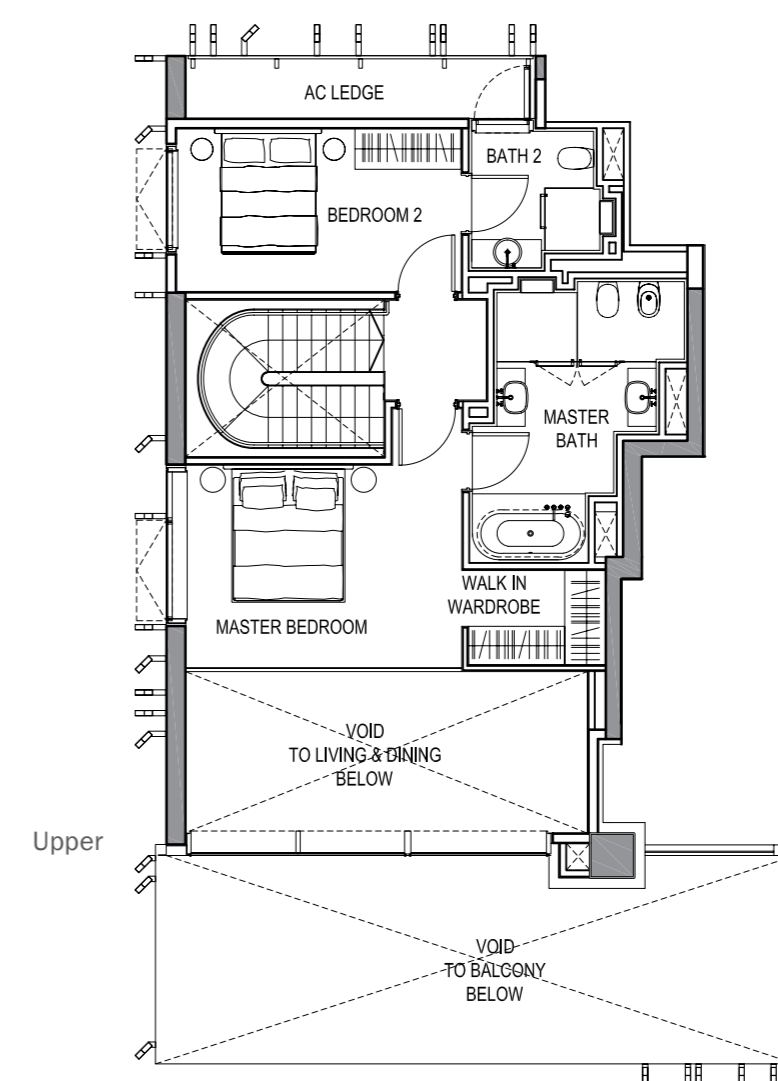 AC LEDGE
BATH 2
BEDROOM 2
MASTER
BATH
WALK IN
WARDROBE
MASTER BEDROOM
VOID
TO LIVING & DINING
BELOW
Upper
VOID
TO BALCONY
BELOW